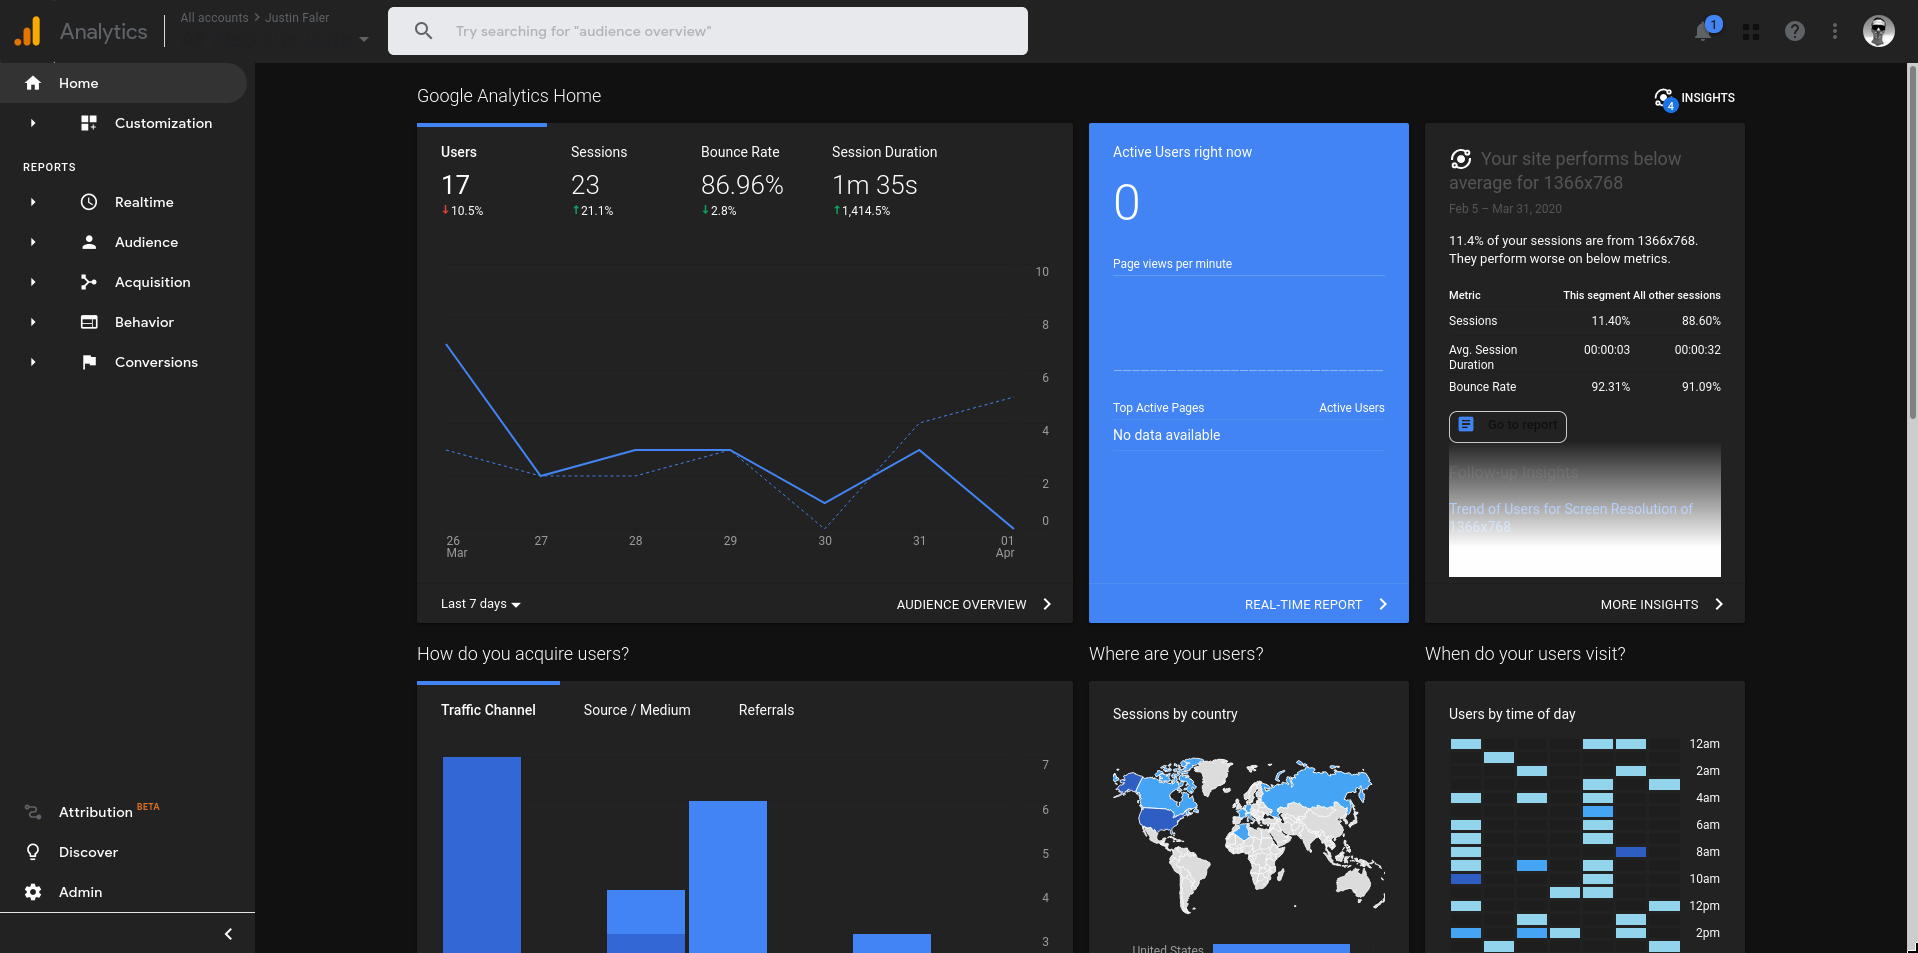 Analytics
All accounts > Justin Faler
Try searching for "audience overview"
1
Home
Customization
REPORTS
Realtime
Audience
Acquisition
Behavior
Conversions
Attribution BETA
Discover
Admin
Google Analytics Home
4 INSIGHTS
Users
17
10.5%
Sessions
23
21.1%
Bounce Rate
86.96%
2.8%
Session Duration
1m 35s
1,414.5%
10
8
6
4
2
0
26 Mar
27
28
29
30
31
01 Apr
Last 7 days
AUDIENCE OVERVIEW
Active Users right now
0
Page views per minute
Top Active Pages Active Users
No data available
REAL-TIME REPORT
Your site performs below
average for 1366x768
Feb 5 – Mar 31, 2020
11.4% of your sessions are from 1366x768.
They perform worse on below metrics.
Metric This segment All other sessions
Sessions 11.40% 88.60%
Avg. Session Duration 00:00:03 00:00:32
Bounce Rate 92.31% 91.09%
Go to report
Follow-up Insights
Trend of Users for Screen Resolution of
1366x768
MORE INSIGHTS
How do you acquire users?
Traffic Channel Source / Medium Referrals
7
6
5
4
3
Where are your users?
Sessions by country
United States
When do your users visit?
Users by time of day
12am
2am
4am
6am
8am
10am
12pm
2pm